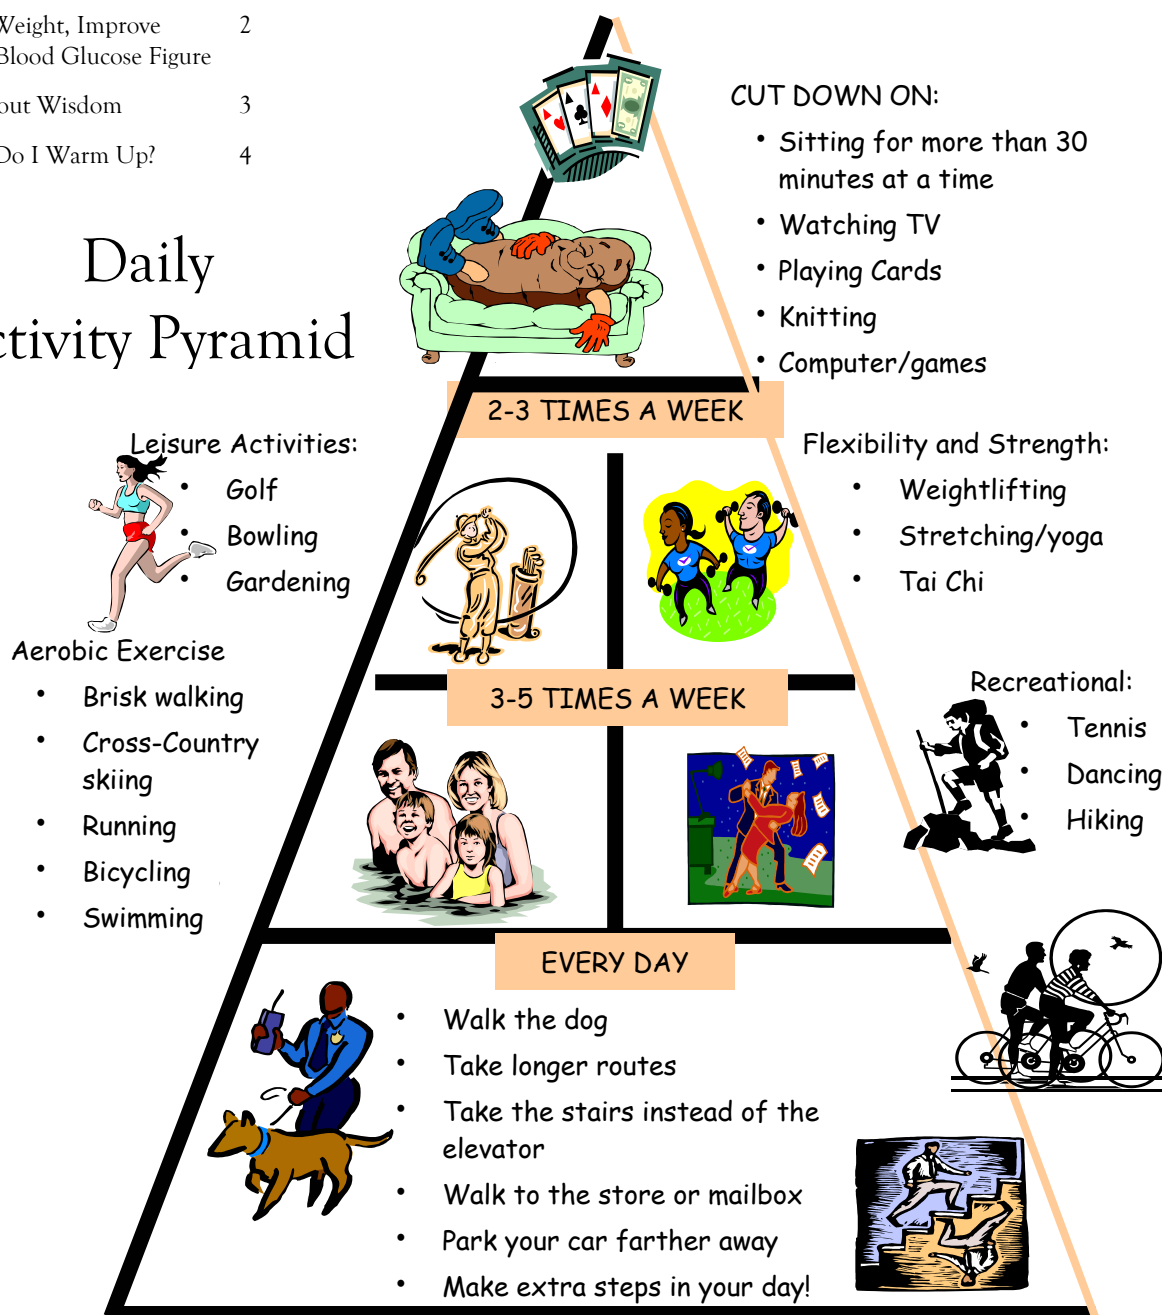 Weight, Improve 2
Blood Glucose Figure
out Wisdom 3
Do I Warm Up? 4
Daily
ctivity Pyramid
CUT DOWN ON:
• Sitting for more than 30
minutes at a time
• Watching TV
• Playing Cards
• Knitting
• Computer/games
2-3 TIMES A WEEK
Leisure Activities:
• Golf
• Bowling
• Gardening
Flexibility and Strength:
• Weightlifting
• Stretching/yoga
• Tai Chi
3-5 TIMES A WEEK
Aerobic Exercise
• Brisk walking
• Cross-Country
skiing
• Running
• Bicycling
• Swimming
Recreational:
• Tennis
• Dancing
• Hiking
EVERY DAY
• Walk the dog
• Take longer routes
• Take the stairs instead of the
elevator
• Walk to the store or mailbox
• Park your car farther away
• Make extra steps in your day!